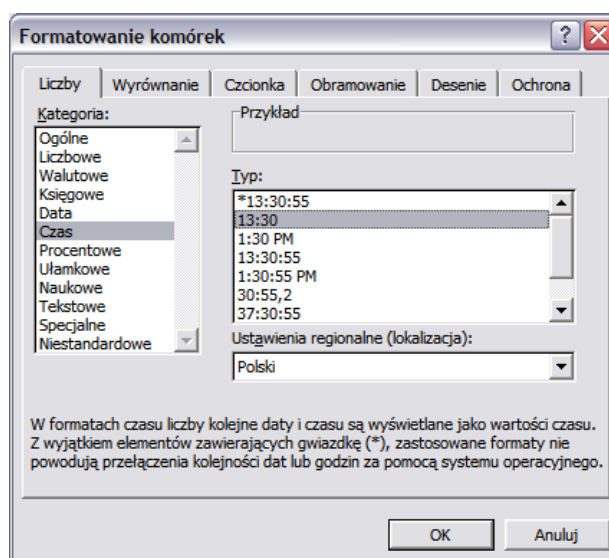 Formatowanie komórek
Liczby Wyrównanie Czcionka Obramowanie Desenie Ochrona
Kategoria:
Ogólne
Liczbowe
Walutowe
Księgowe
Data
Czas
Procentowe
Ułamkowe
Naukowe
Tekstowe
Specjalne
Niestandardowe
Przykład
Typ:
*13:30:55
13:30
1:30 PM
13:30:55
1:30:55 PM
30:55,2
37:30:55
Ustawienia regionalne (lokalizacja):
Polski
W formatach czasu liczby kolejne daty i czasu są wyświetlane jako wartości czasu.
Z wyjątkiem elementów zawierających gwiazdkę (*), zastosowane formaty nie
powodują przełączenia kolejności dat lub godzin za pomocą systemu operacyjnego.
OK Anuluj